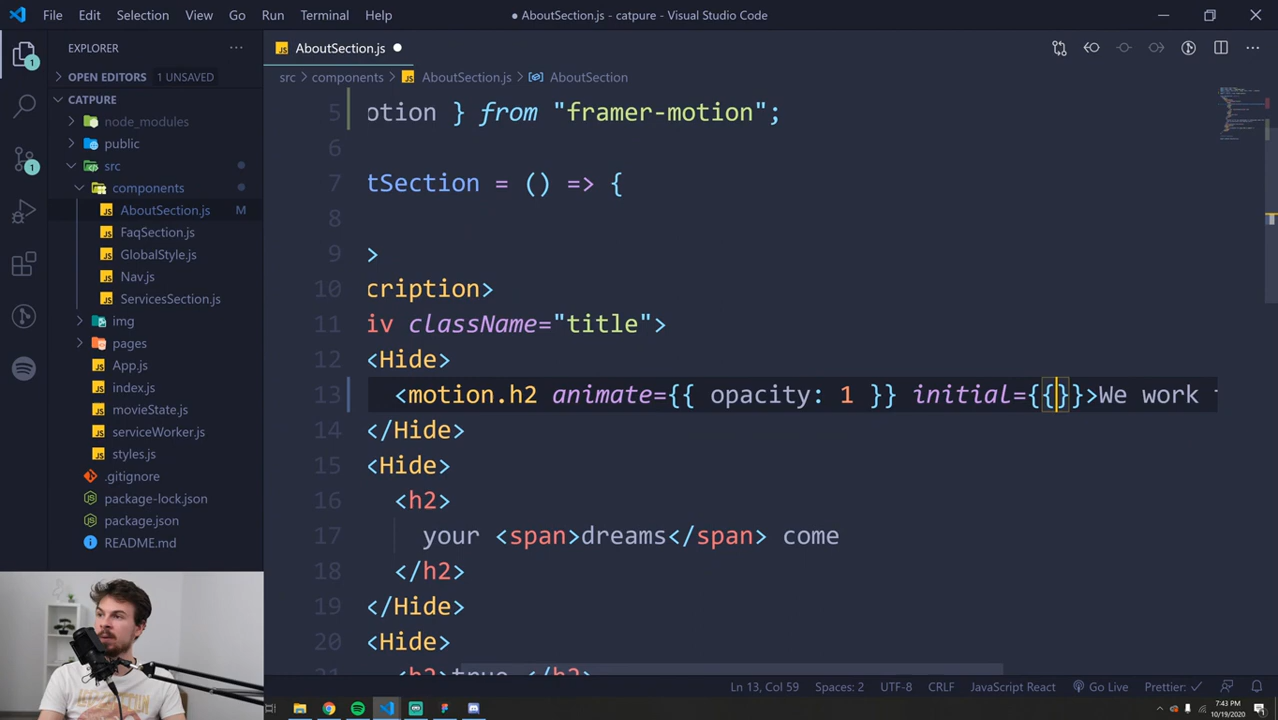 File Edit Selection View Go Run Terminal Help
AboutSection.js - catpure - Visual Studio Code
EXPLORER
OPEN EDITORS 1 UNSAVED
CATPURE
node_modules
public
src
components
AboutSection.js M
FaqSection.js
GlobalStyle.js
Nav.js
ServicesSection.js
img
pages
App.js
index.js
movieState.js
serviceWorker.js
styles.js
.gitignore
package-lock.json
package.json
README.md
AboutSection.js
src > components > AboutSection.js > AboutSection
5 otion } from "framer-motion";
6
7 tSection = () => {
8
9 >
10 cription>
11 iv className="title">
12 <Hide>
13 <motion.h2 animate={{ opacity: 1 }} initial={{}}>We work
14 </Hide>
15 <Hide>
16 <h2>
17 your <span>dreams</span> come
18 </h2>
19 </Hide>
20 <Hide>
21 <h2>true.</h2>
Ln 13, Col 59 Spaces: 2 UTF-8 CRLF JavaScript React Go Live Prettier: ✓
7:43 PM
10/19/2020